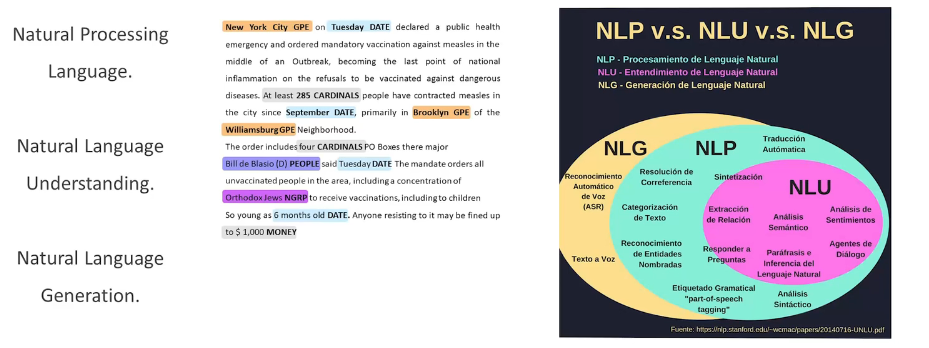 Natural Processing
Language.
Natural Language
Understanding.
Natural Language
Generation.
New York City GPE on Tuesday DATE declared a public health
emergency and ordered mandatory vaccination against measles in the
middle of an Outbreak, becoming the last point of national
inflammation on the refusals to be vaccinated against dangerous
diseases. At least 285 CARDINALS people have contracted measles in
the city since September DATE, primarily in Brooklyn GPE of the
WilliamsburgGPE Neighborhood.
The order includes four CARDINALS PO Boxes there major
Bill de Blasio (D) PEOPLE said Tuesday DATE The mandate orders all
unvaccinated people in the area, including a concentration of
Orthodox Jews NGRP to receive vaccinations, including to children
So young as 6 months old DATE. Anyone resisting to it may be fined up
to $ 1,000 MONEY
NLP v.s. NLU v.s. NLG
NLP - Procesamiento de Lenguaje Natural
NLU - Entendimiento de Lenguaje Natural
NLG - Generación de Lenguaje Natural
NLG
NLP
NLU
Reconocimiento
Automático
de Voz
(ASR)
Texto a Voz
Traducción
Autómatica
Resolución de
Correferencia
Sintetización
Categorización
de Texto
Extracción
de Relación
Análisis
Semántico
Análisis de
Sentimientos
Reconocimiento
de Entidades
Nombradas
Responder a
Preguntas
Paráfrasis e
Inferencia del
Lenguaje Natural
Agentes de
Diálogo
Etiquetado Gramatical
"part-of-speech
tagging"
Análisis
Sintáctico
Fuente: https://nlp.stanford.edu/~wcmac/papers/20140716-UNLU.pdf